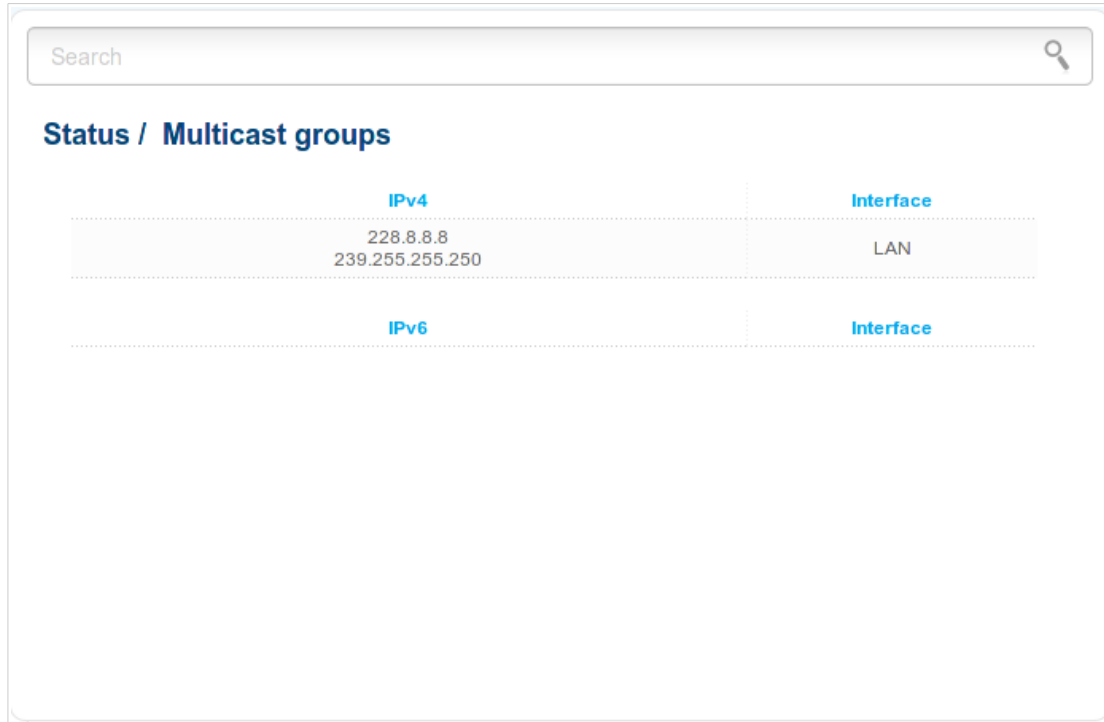 Search
Status / Multicast groups
IPv4 Interface
228.8.8.8
239.255.255.250
LAN
IPv6 Interface